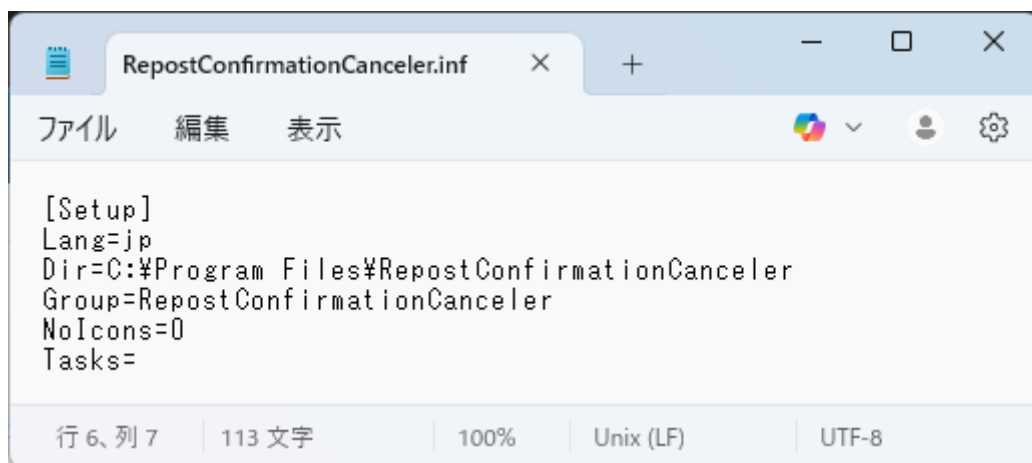 RepostConfirmationCanceler.inf
ファイル 編集 表示
[Setup]
Lang=jp
Dir=C:¥Program Files¥RepostConfirmationCanceler
Group=RepostConfirmationCanceler
NoIcons=0
Tasks=
行 6、列 7 113 文字 100% Unix (LF) UTF-8